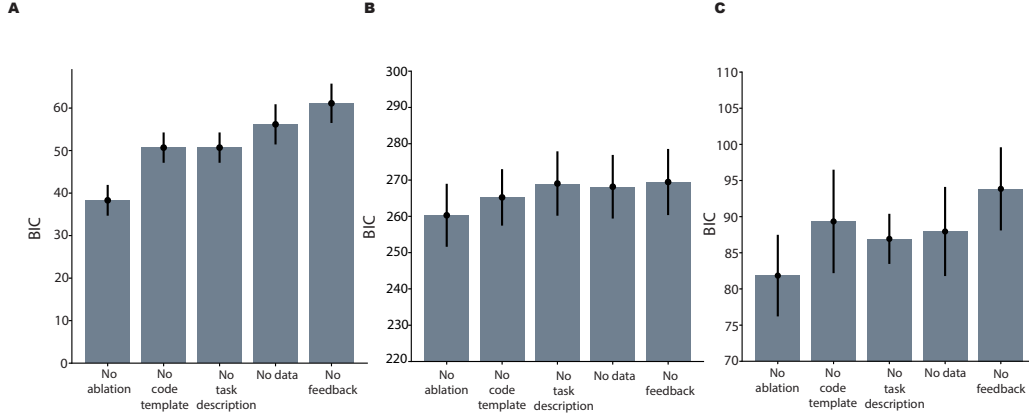 A
BIC
60
50
40
30
20
10
0
No
ablation
No
code
template
No
task
description
No data
No
feedback
B
BIC
300
290
280
270
260
250
240
230
220
No
ablation
No
code
template
No
task
description
No data
No
feedback
C
BIC
110
105
100
95
90
85
80
75
70
No
ablation
No
code
template
No
task
description
No data
No
feedback